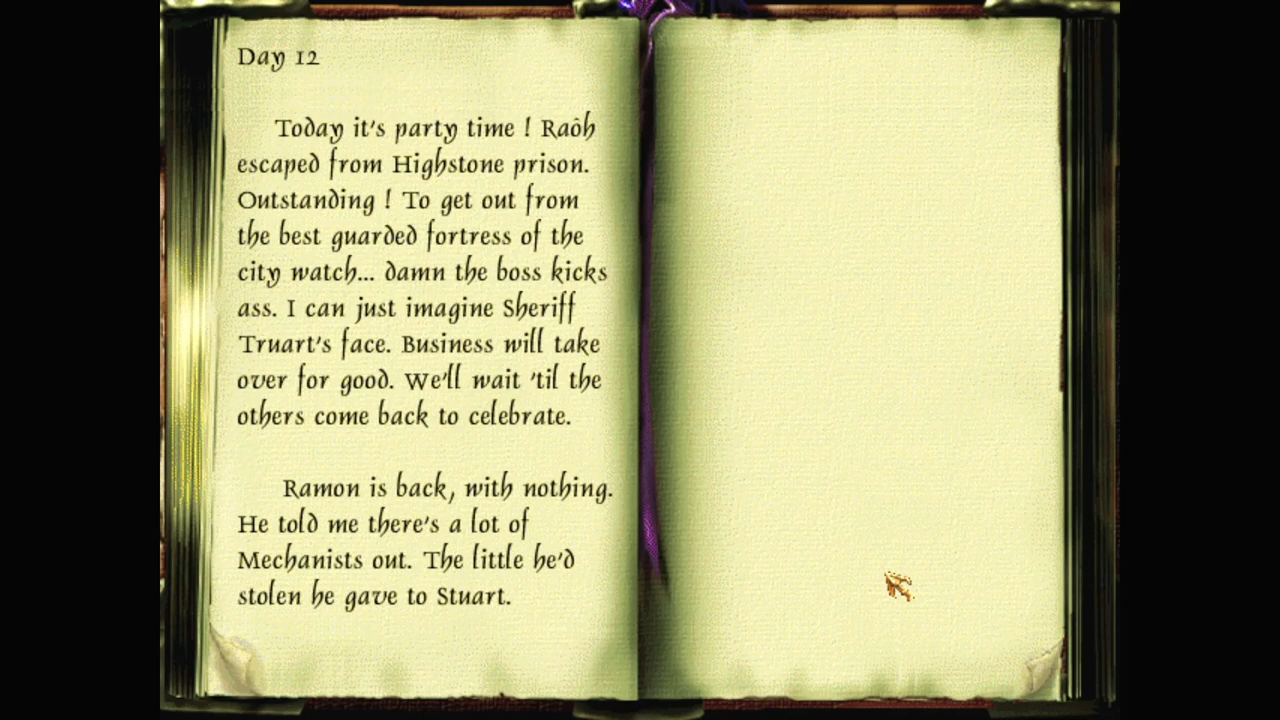 Day 12
Today it's party time ! Raôh
escaped from Highstone prison.
Outstanding ! To get out from
the best guarded fortress of the
city watch... damn the boss kicks
ass. I can just imagine Sheriff
Truart's face. Business will take
over for good. We'll wait 'til the
others come back to celebrate.
Ramon is back, with nothing.
He told me there's a lot of
Mechanists out. The little he'd
stolen he gave to Stuart.